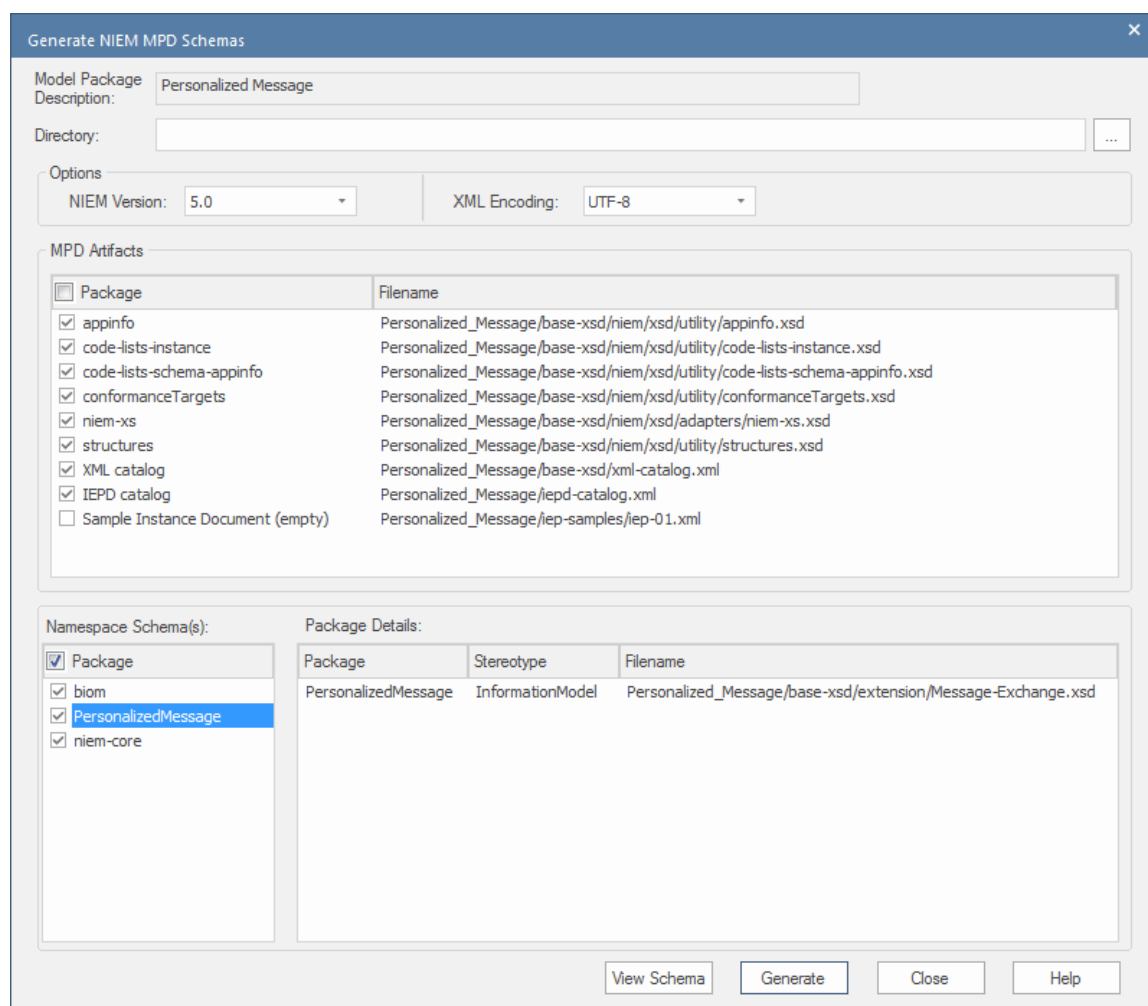 Generate NIEM MPD Schemas
Model Package
Description:
Personalized Message
Directory:
...
Options
NIEM Version: 5.0 XML Encoding: UTF-8
MPD Artifacts
Package Filename
appinfo Personalized_Message/base-xsd/niem/xsd/utility/appinfo.xsd
code-lists-instance Personalized_Message/base-xsd/niem/xsd/utility/code-lists-instance.xsd
code-lists-schema-appinfo Personalized_Message/base-xsd/niem/xsd/utility/code-lists-schema-appinfo.xsd
conformanceTargets Personalized_Message/base-xsd/niem/xsd/utility/conformanceTargets.xsd
niem-xs Personalized_Message/base-xsd/niem/xsd/adapters/niem-xs.xsd
structures Personalized_Message/base-xsd/niem/xsd/utility/structures.xsd
XML catalog Personalized_Message/base-xsd/xml-catalog.xml
IEPD catalog Personalized_Message/iepd-catalog.xml
Sample Instance Document (empty) Personalized_Message/iep-samples/iep-01.xml
Namespace Schema(s):
Package
biom
PersonalizedMessage
niem-core
Package Details:
Package Stereotype Filename
PersonalizedMessage InformationModel Personalized_Message/base-xsd/extension/Message-Exchange.xsd
View Schema Generate Close Help